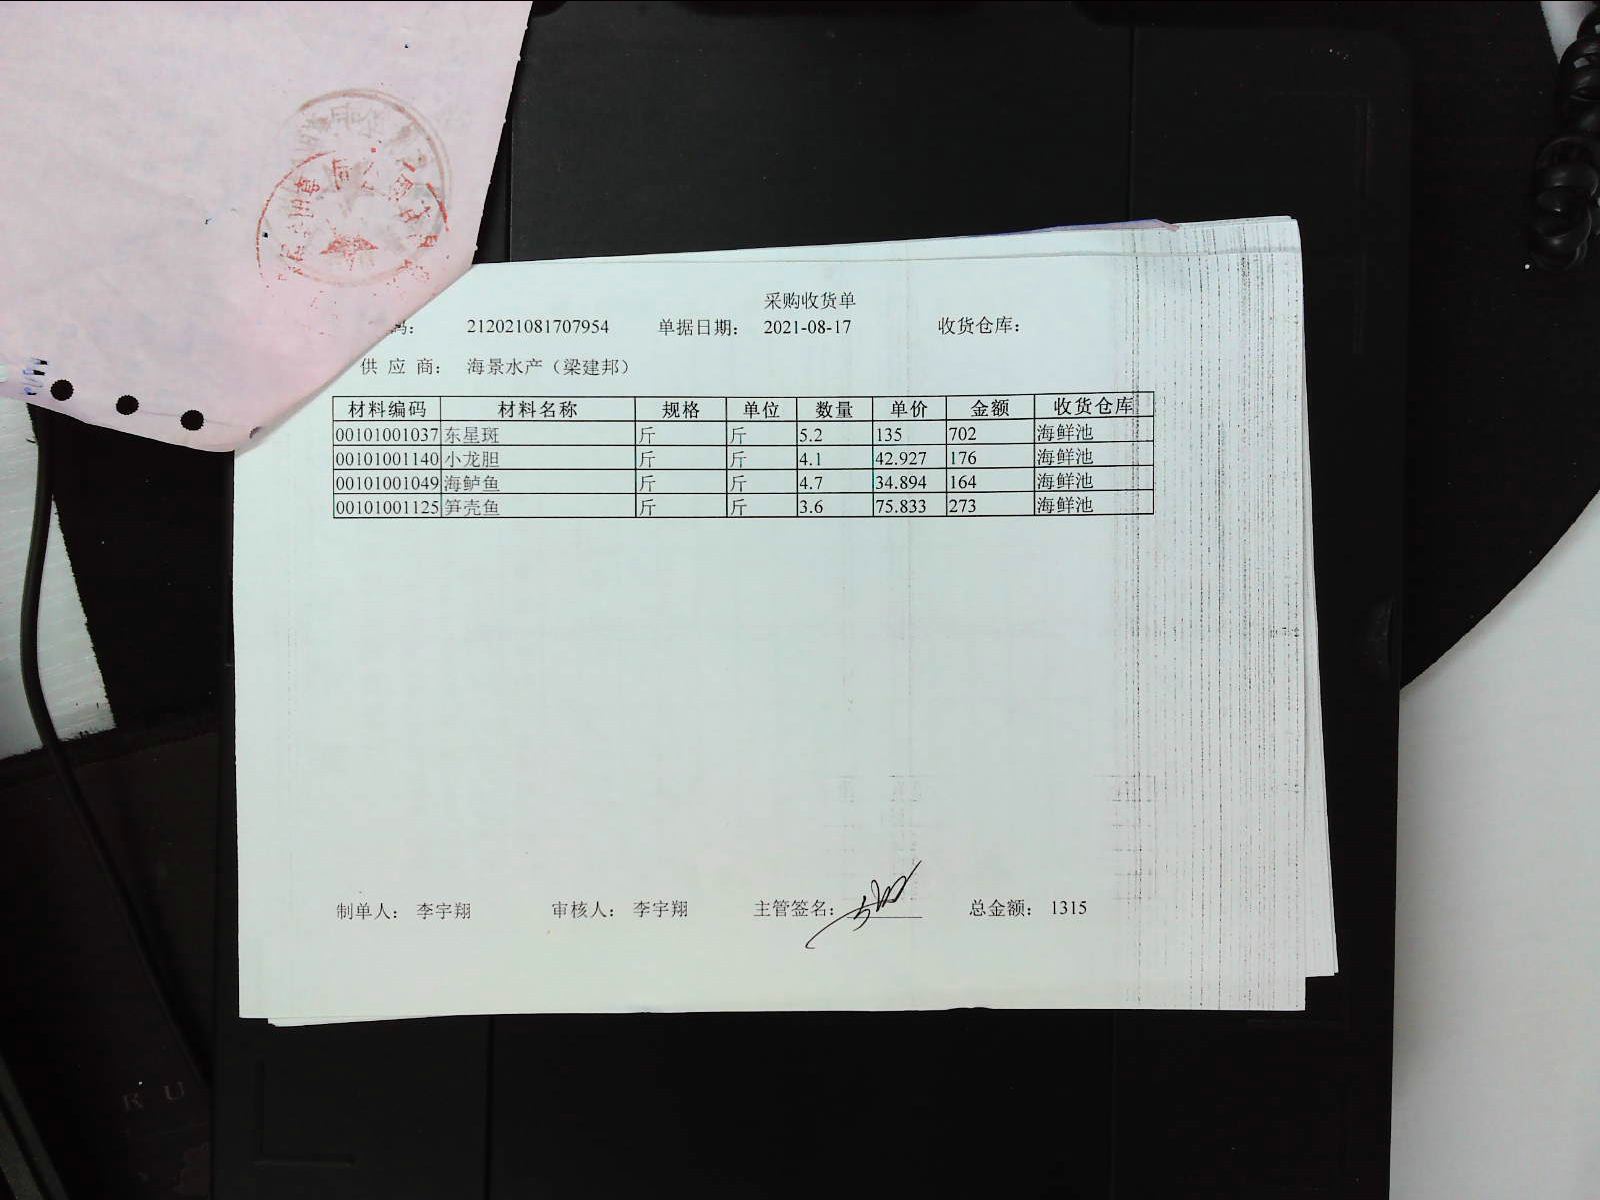 采购收货单
码： 212021081707954 单据日期： 2021-08-17 收货仓库：
供 应 商： 海景水产（梁建邦）
材料编码 材料名称 规格 单位 数量 单价 金额 收货仓库
00101001037 东星斑 斤 斤 5.2 135 702 海鲜池
00101001140 小龙胆 斤 斤 4.1 42.927 176 海鲜池
00101001049 海鲈鱼 斤 斤 4.7 34.894 164 海鲜池
00101001125 笋壳鱼 斤 斤 3.6 75.833 273 海鲜池
制单人： 李宇翔 审核人： 李宇翔 主管签名： 总金额： 1315
R U